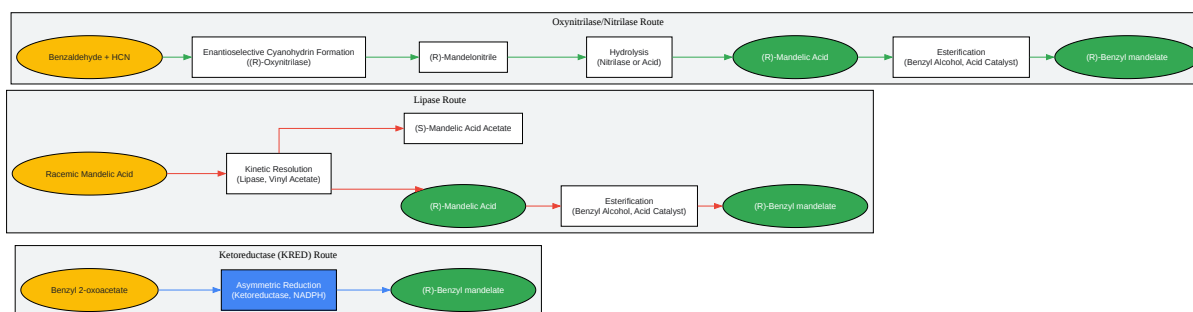 Oxynitrilase/Nitrilase Route
Benzaldehyde + HCN
Enantioselective Cyanohydrin Formation
((R)-Oxynitrilase)
(R)-Mandelonitrile
Hydrolysis
(Nitrilase or Acid)
(R)-Mandelic Acid
Esterification
(Benzyl Alcohol, Acid Catalyst)
(R)-Benzyl mandelate
Lipase Route
Racemic Mandelic Acid
Kinetic Resolution
(Lipase, Vinyl Acetate)
(S)-Mandelic Acid Acetate
(R)-Mandelic Acid
Esterification
(Benzyl Alcohol, Acid Catalyst)
(R)-Benzyl mandelate
Ketoreductase (KRED) Route
Benzyl 2-oxoacetate
Asymmetric Reduction
(Ketoreductase, NADPH)
(R)-Benzyl mandelate